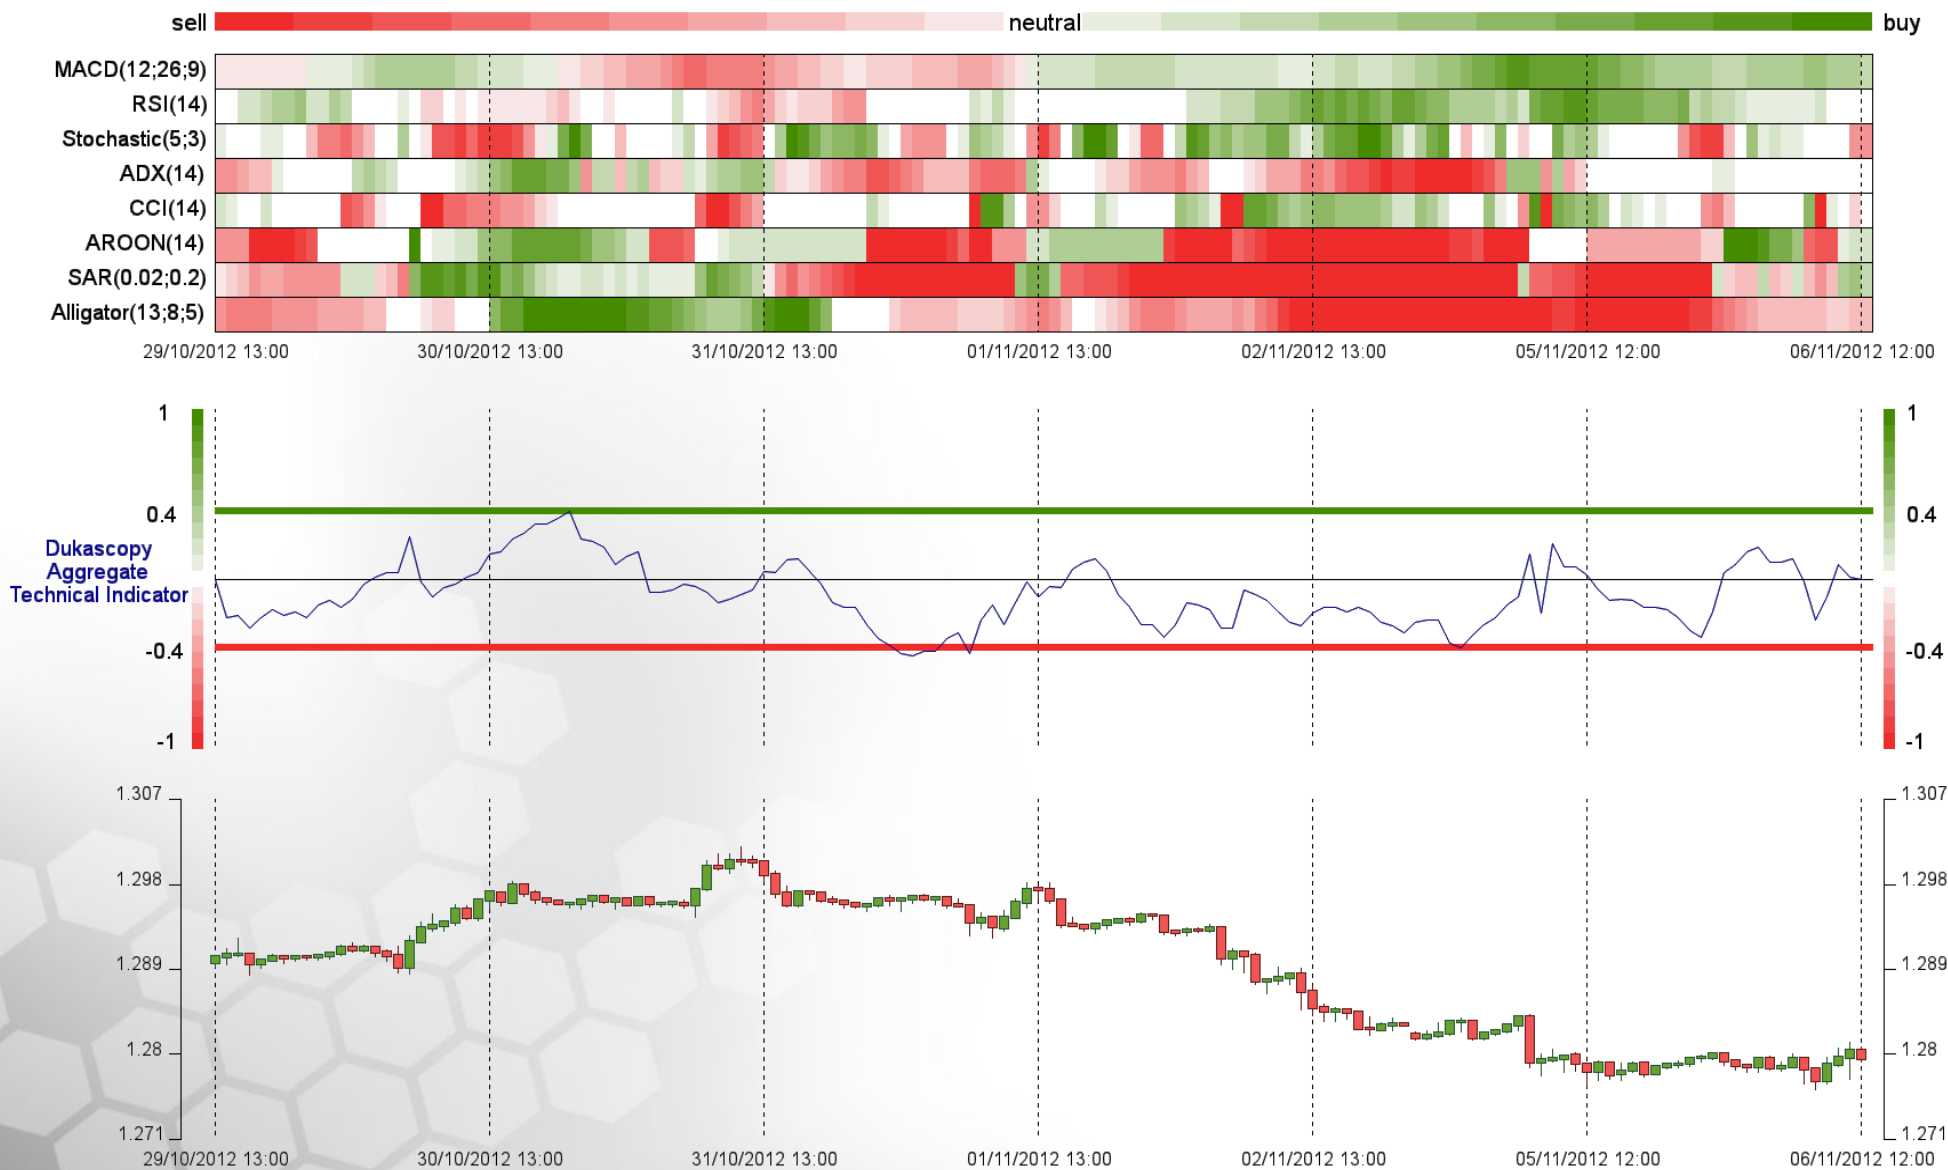 sell neutral buy
MACD(12;26;9)
RSI(14)
Stochastic(5;3)
ADX(14)
CCI(14)
AROON(14)
SAR(0.02;0.2)
Alligator(13;8;5)
29/10/2012 13:00 30/10/2012 13:00 31/10/2012 13:00 01/11/2012 13:00 02/11/2012 13:00 05/11/2012 12:00 06/11/2012 12:00
1 1
0.4 0.4
Dukascopy
Aggregate
Technical Indicator
-0.4 -0.4
-1 -1
1.307 1.307
1.298 1.298
1.289 1.289
1.28 1.28
1.271 1.271
29/10/2012 13:00 30/10/2012 13:00 31/10/2012 13:00 01/11/2012 13:00 02/11/2012 13:00 05/11/2012 12:00 06/11/2012 12:00